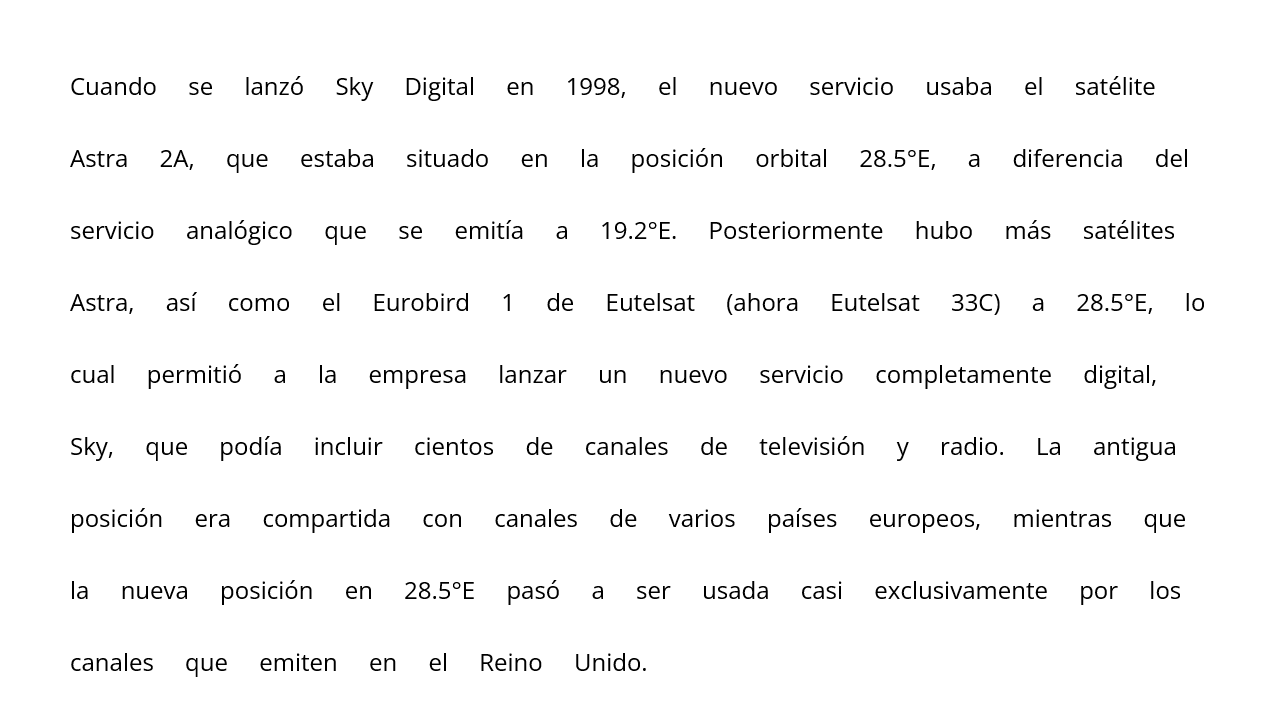 Cuando se lanzó Sky Digital en 1998, el nuevo servicio usaba el satélite
Astra 2A, que estaba situado en la posición orbital 28.5°E, a diferencia del
servicio analógico que se emitía a 19.2°E. Posteriormente hubo más satélites
Astra, así como el Eurobird 1 de Eutelsat (ahora Eutelsat 33C) a 28.5°E, lo
cual permitió a la empresa lanzar un nuevo servicio completamente digital,
Sky, que podía incluir cientos de canales de televisión y radio. La antigua
posición era compartida con canales de varios países europeos, mientras que
la nueva posición en 28.5°E pasó a ser usada casi exclusivamente por los
canales que emiten en el Reino Unido.